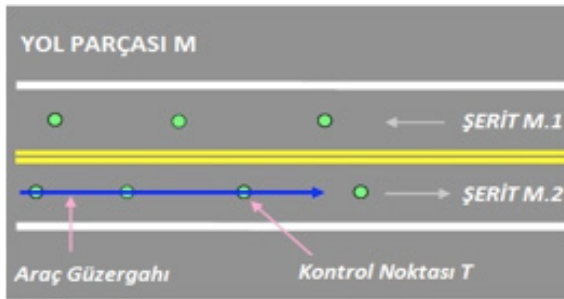 YOL PARÇASI M
ŞERİT M.1
ŞERİT M.2
Araç Güzergahı
Kontrol Noktası T